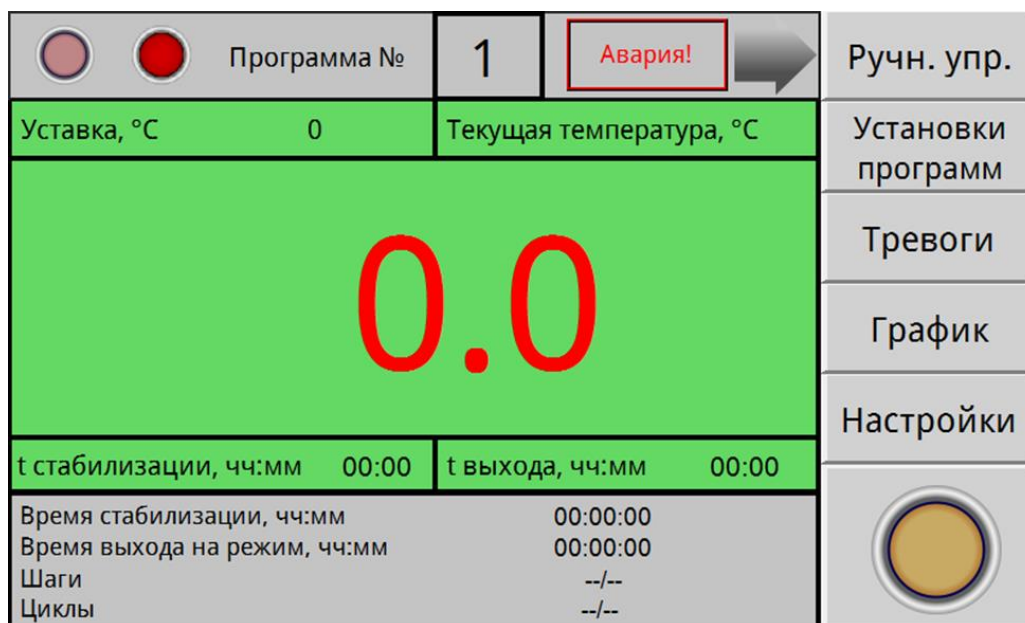 Программа №
1
Авария!
Ручн. упр.
Уставка, °C
0
Текущая температура, °C
Установки
программ
0.0
Тревоги
График
Настройки
t стабилизации, чч:мм
00:00
t выхода, чч:мм
00:00
Время стабилизации, чч:мм
00:00:00
Время выхода на режим, чч:мм
00:00:00
Шаги
--/--
Циклы
--/--